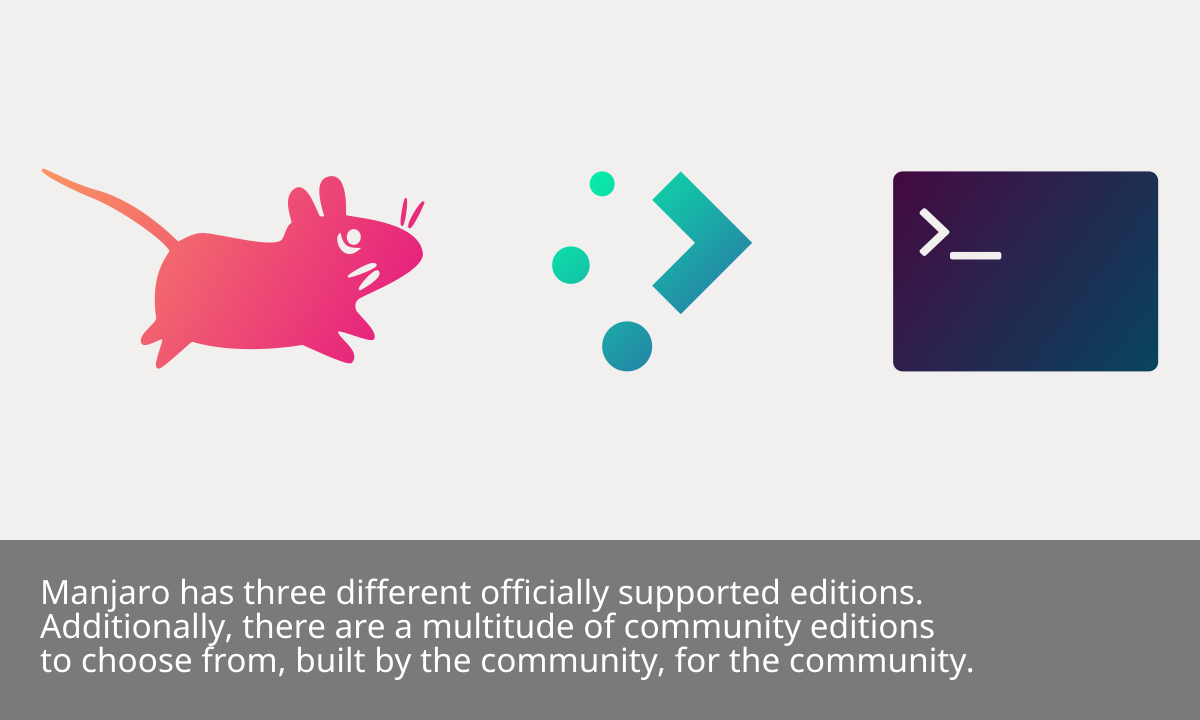 Manjaro has three different officially supported editions.
Additionally, there are a multitude of community editions
to choose from, built by the community, for the community.